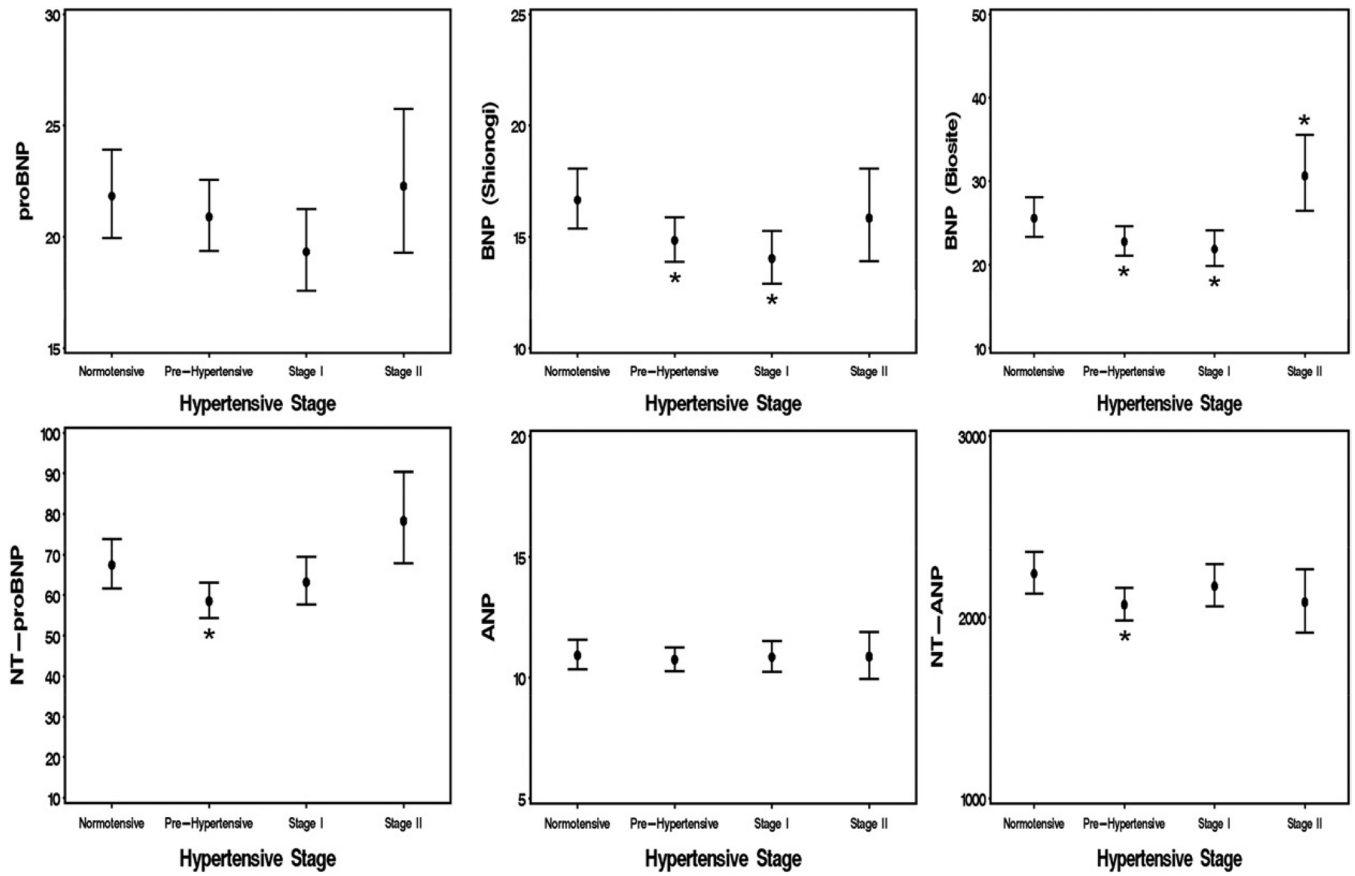 proBNP
30
25
20
15
Normotensive Pre-Hypertensive Stage I Stage II
Hypertensive Stage
BNP (Shionogi)
25
20
15
10
*
*
Normotensive Pre-Hypertensive Stage I Stage II
Hypertensive Stage
BNP (Biosite)
50
40
30
20
10
*
*
*
Normotensive Pre-Hypertensive Stage I Stage II
Hypertensive Stage
NT-proBNP
100
90
80
70
60
50
40
30
20
10
*
Normotensive Pre-Hypertensive Stage I Stage II
Hypertensive Stage
ANP
20
15
10
5
Normotensive Pre-Hypertensive Stage I Stage II
Hypertensive Stage
NT-ANP
3000
2000
1000
*
Normotensive Pre-Hypertensive Stage I Stage II
Hypertensive Stage